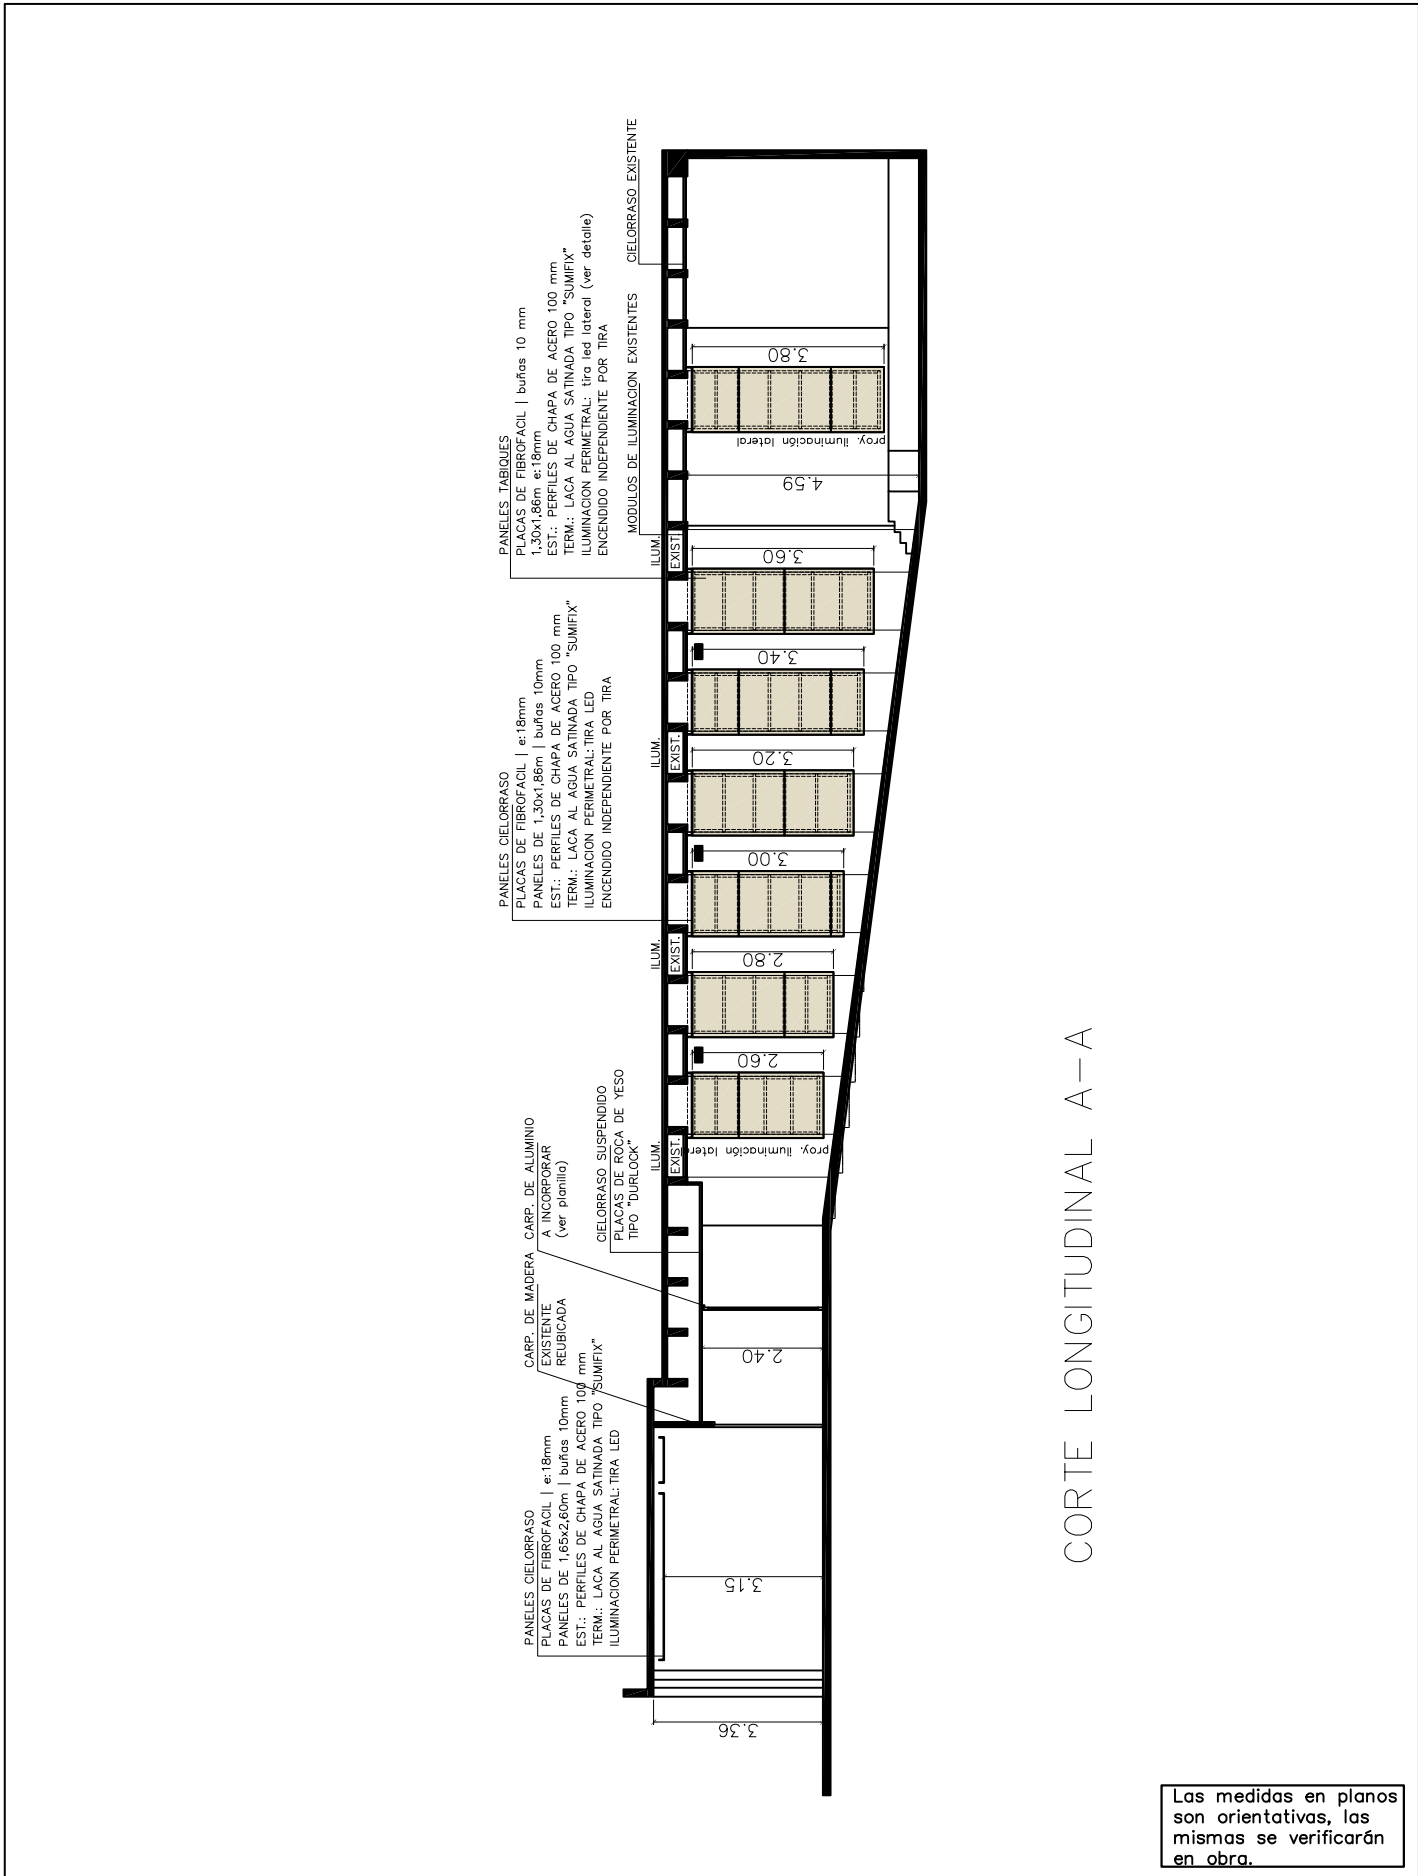 PANELES CIELORRASO
PLACAS DE FIBROFACIL | e:18mm
PANELES DE 1,65x2,60m | buñas 10mm
EST.: PERFILES DE CHAPA DE ACERO 100 mm
TERM.: LACA AL AGUA SATINADA TIPO "SUMIFIX"
ILUMINACION PERIMETRAL: TIRA LED
CARP. DE MADERA
EXISTENTE
REUBICADA
CARP. DE ALUMINIO
A INCORPORAR
(ver planilla)
CIELORRASO SUSPENDIDO
PLACAS DE ROCA DE YESO
TIPO "DURLOCK"
PANELES CIELORRASO
PLACAS DE FIBROFACIL | e:18mm
PANELES DE 1,30x1,86m | buñas 10mm
EST.: PERFILES DE CHAPA DE ACERO 100 mm
TERM.: LACA AL AGUA SATINADA TIPO "SUMIFIX"
ILUMINACION PERIMETRAL: TIRA LED
ENCENDIDO INDEPENDIENTE POR TIRA
PANELES TABIQUES
PLACAS DE FIBROFACIL | buñas 10 mm
1,30x1,86m e:18mm
EST.: PERFILES DE CHAPA DE ACERO 100 mm
TERM.: LACA AL AGUA SATINADA TIPO "SUMIFIX"
ILUMINACION PERIMETRAL: tira led lateral (ver detalle)
ENCENDIDO INDEPENDIENTE POR TIRA
MODULOS DE ILUMINACION EXISTENTES
CIELORRASO EXISTENTE
ILUM.
EXIST.
ILUM.
EXIST.
ILUM.
EXIST.
ILUM.
EXIST.
3.36
3.15
2.40
proy. iluminación lateral
2.60
2.80
3.00
3.20
3.40
3.60
4.59
proy. iluminación lateral
3.80
CORTE LONGITUDINAL A-A
Las medidas en planos
son orientativas, las
mismas se verificarán
en obra.